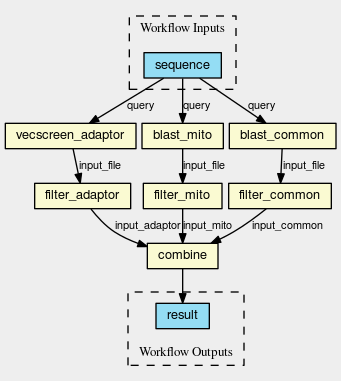 Workflow Inputs
sequence
query query query
vecscreen_adaptor blast_mito blast_common
input_file input_file input_file
filter_adaptor filter_mito filter_common
input_adaptor input_mito input_common
combine
result
Workflow Outputs